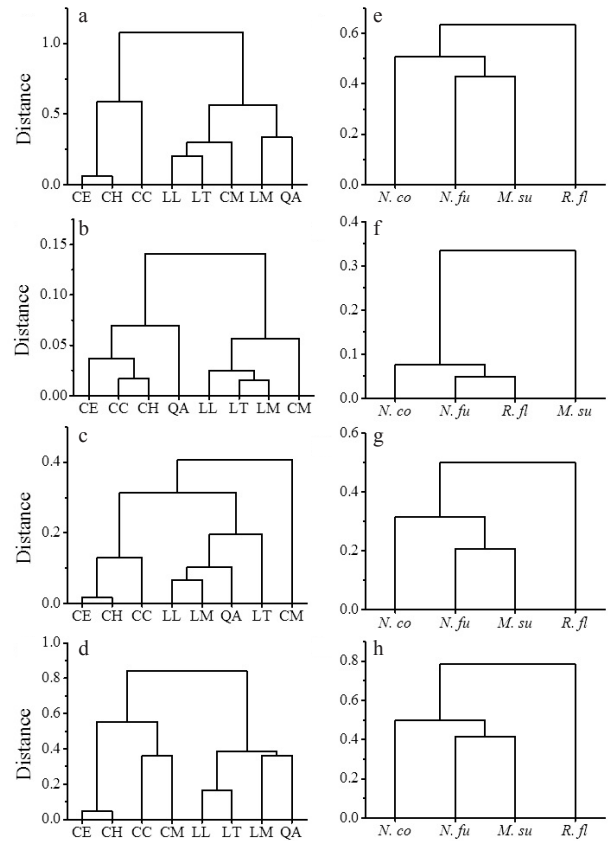 a
1.0
0.5
0.0
Distance
CE CH CC LL LT CM LM QA
e
0.6
0.4
0.2
0.0
N. co N. fu M. su R. fl
b
0.15
0.10
0.05
0.00
Distance
CE CC CH QA LL LT LM CM
f
0.4
0.3
0.2
0.1
0.0
N. co N. fu R. fl M. su
c
0.4
0.2
0.0
Distance
CE CH CC LL LM QA LT CM
g
0.6
0.4
0.2
0.0
N. co N. fu M. su R. fl
d
1.0
0.8
0.6
0.4
0.2
0.0
Distance
CE CH CC CM LL LT LM QA
h
0.8
0.6
0.4
0.2
0.0
N. co N. fu M. su R. fl